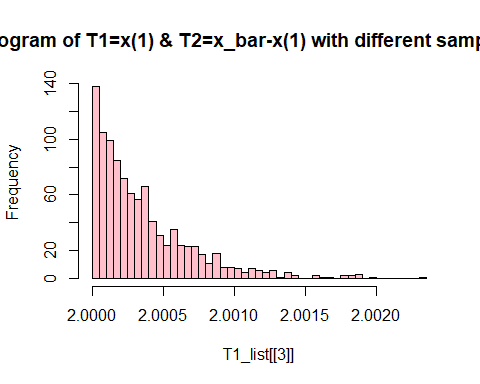 ogram of T1=x(1) & T2=x_bar-x(1) with different samp
Frequency
140
100
60
20
0
2.0000 2.0005 2.0010 2.0015 2.0020
T1_list[[3]]